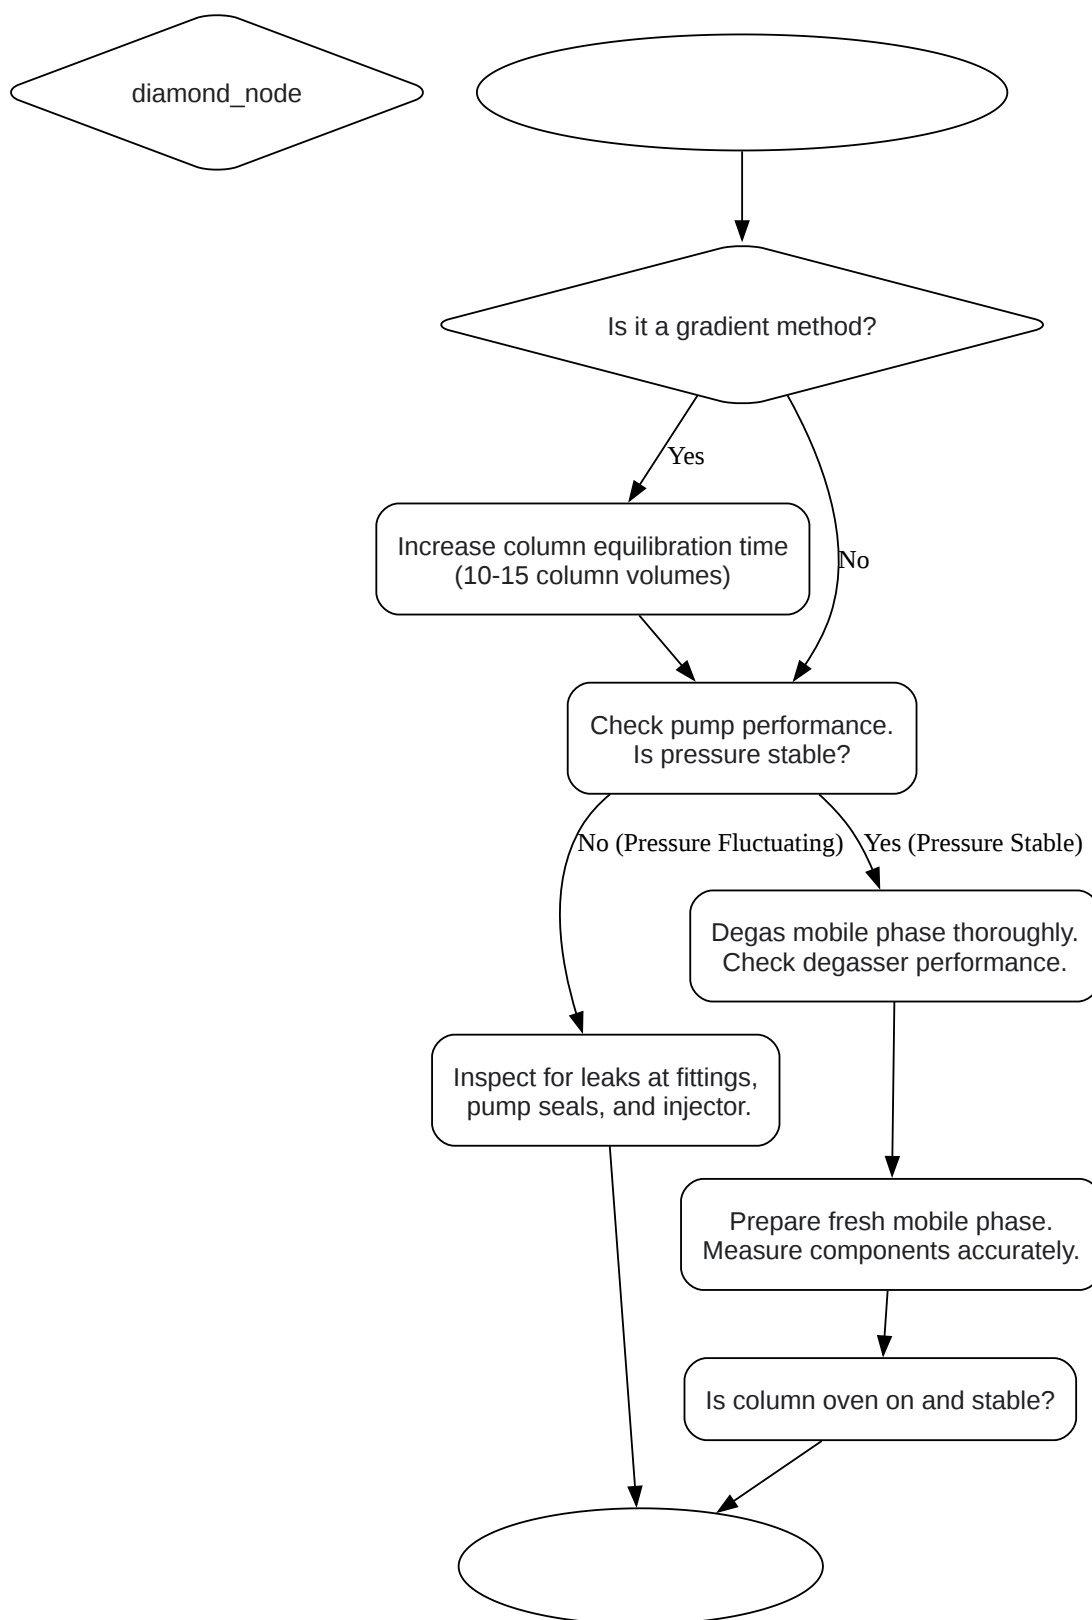 diamond_node
Is it a gradient method?
Yes
Increase column equilibration time
(10-15 column volumes)
No
Check pump performance.
Is pressure stable?
No (Pressure Fluctuating)
Yes (Pressure Stable)
Degas mobile phase thoroughly.
Check degasser performance.
Inspect for leaks at fittings,
pump seals, and injector.
Prepare fresh mobile phase.
Measure components accurately.
Is column oven on and stable?